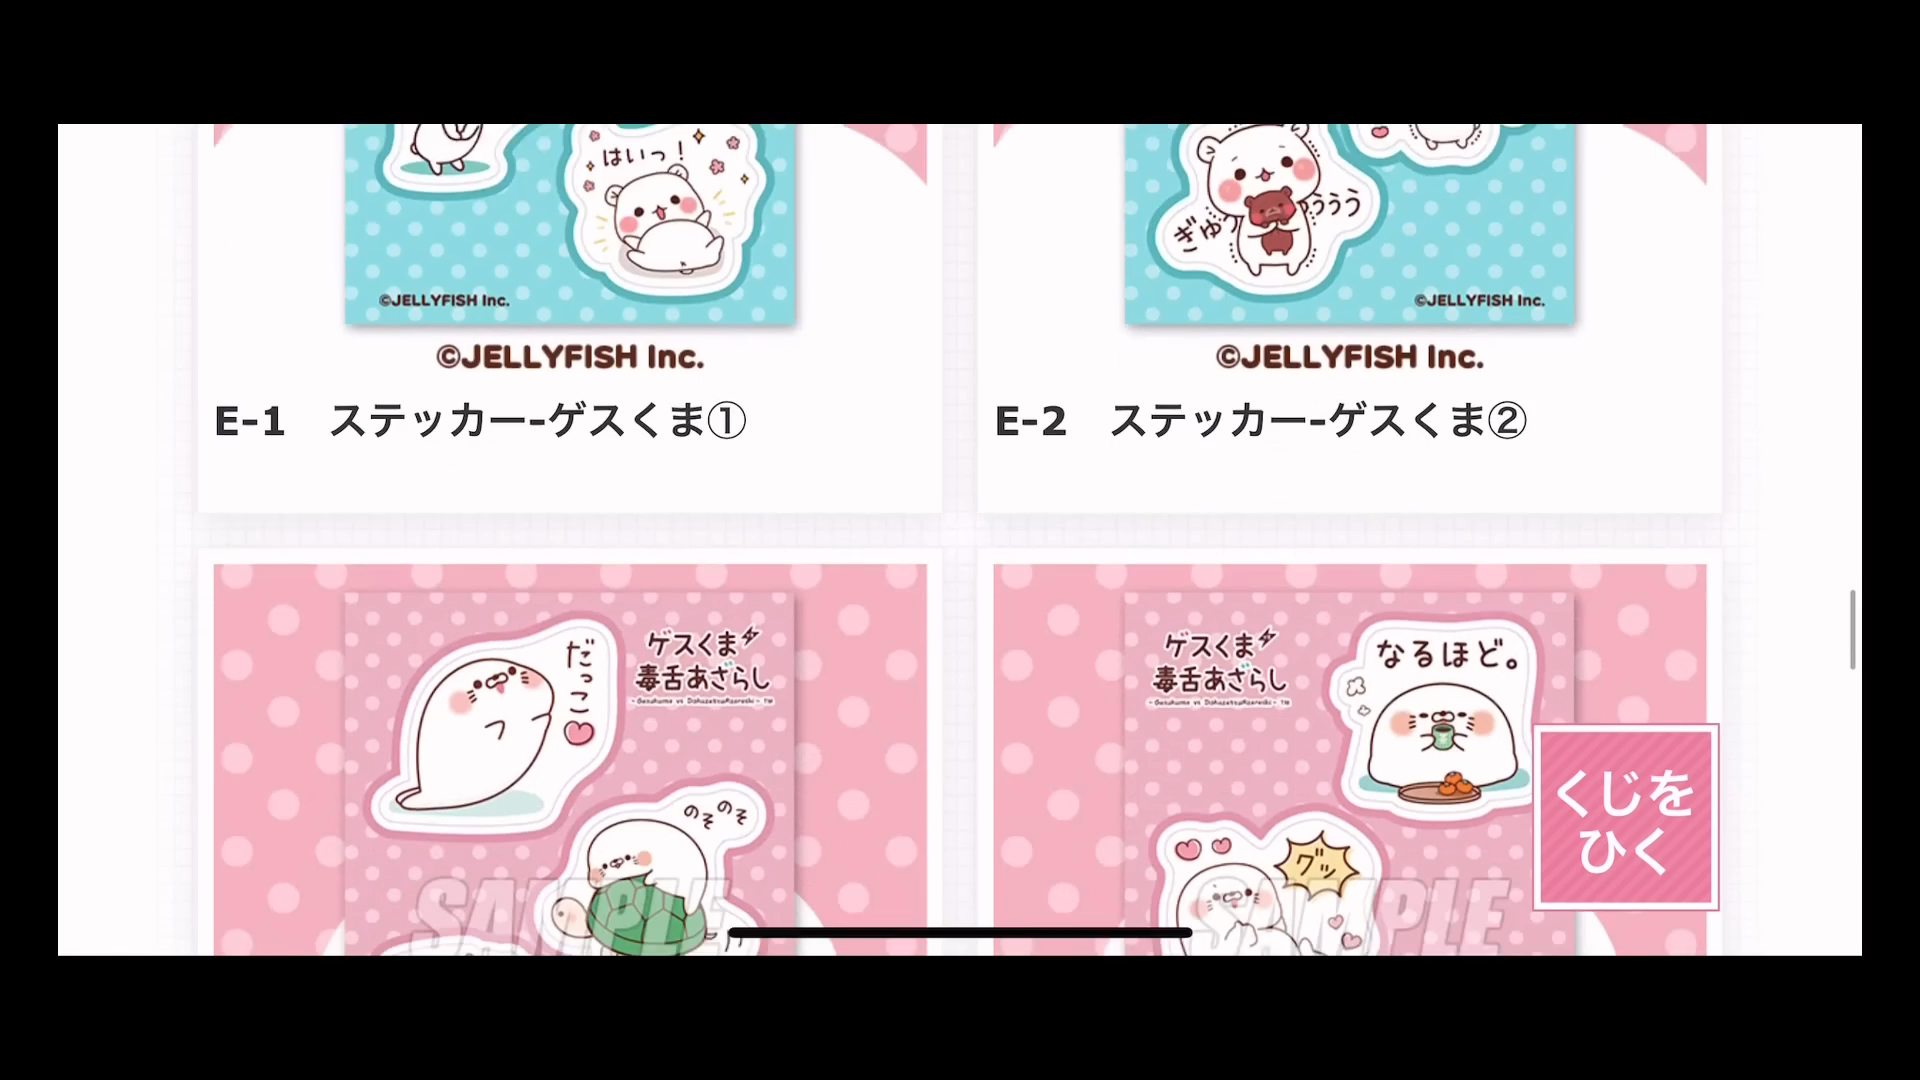 はいっ！
©JELLYFISH Inc.
©JELLYFISH Inc.
E-1　ステッカー-ゲスくま①
ぎゅ
ううう
©JELLYFISH Inc.
©JELLYFISH Inc.
E-2　ステッカー-ゲスくま②
だっこ
ゲスくま
毒舌あざらし
のそのそ
SAMPLE
ゲスくま
毒舌あざらし
なるほど。
グッ
SAMPLE
くじを
ひく